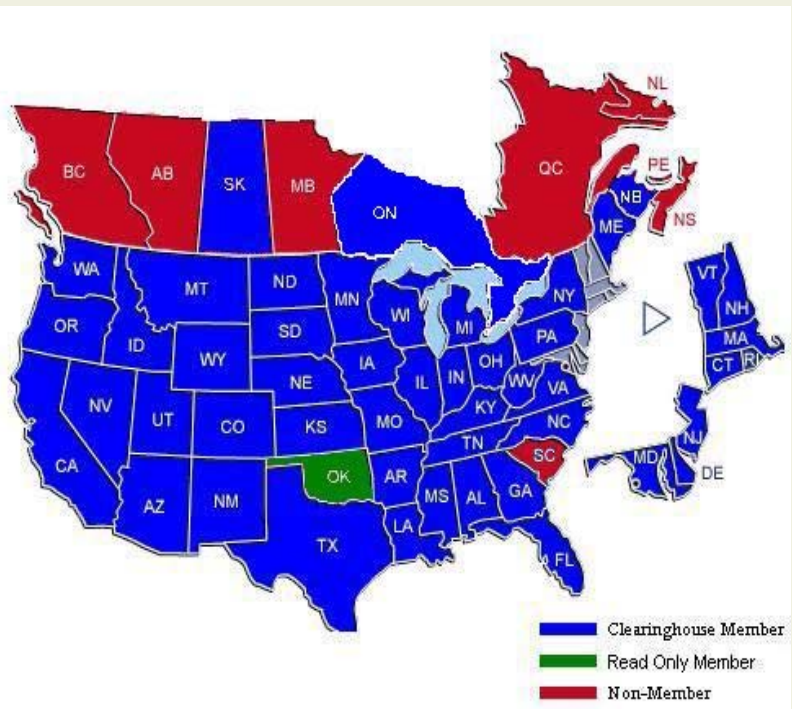 NL
BC
AB
SK
MB
ON
QC
PE
NB
NS
ME
WA
MT
ND
MN
OR
ID
WY
SD
WI
MI
NY
VT
NH
MA
CT
RI
NV
UT
CO
NE
IA
IL
IN
OH
PA
WV
VA
CA
KS
MO
KY
NC
NJ
AZ
NM
OK
AR
TN
SC
MD
DE
TX
LA
MS
AL
GA
FL
Clearinghouse Member
Read Only Member
Non-Member